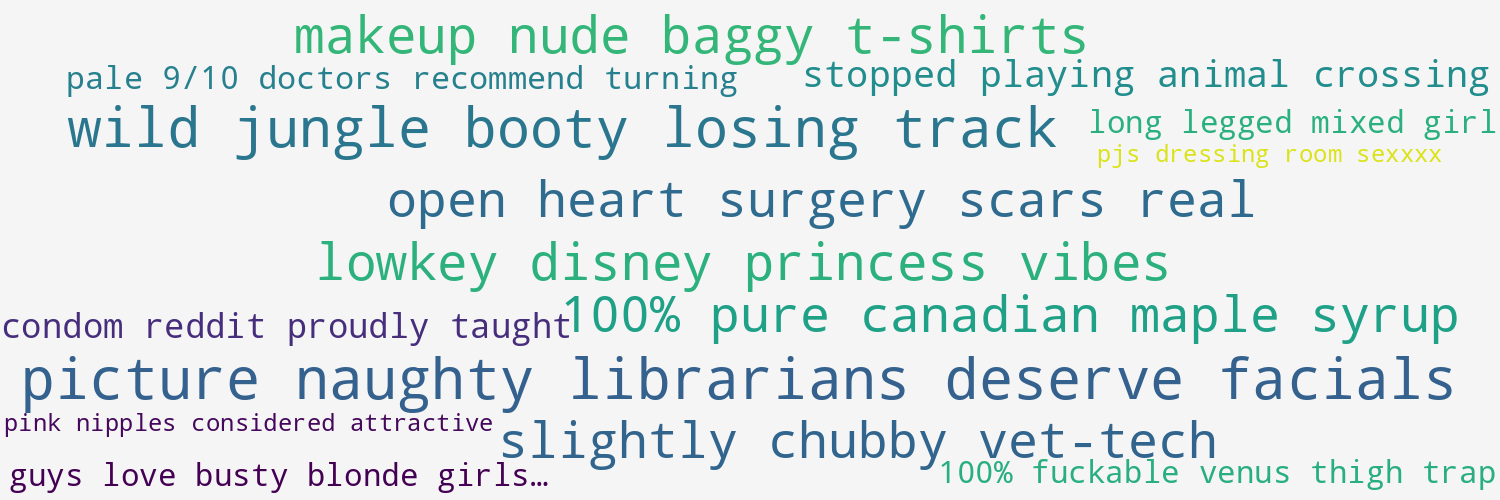 makeup nude baggy t-shirts
pale 9/10 doctors recommend turning
stopped playing animal crossing
wild jungle booty losing track
long legged mixed girl
pjs dressing room sexxxx
open heart surgery scars real
lowkey disney princess vibes
condom reddit proudly taught
100% pure canadian maple syrup
picture naughty librarians deserve facials
pink nipples considered attractive
slightly chubby vet-tech
guys love busty blonde girls…
100% fuckable venus thigh trap